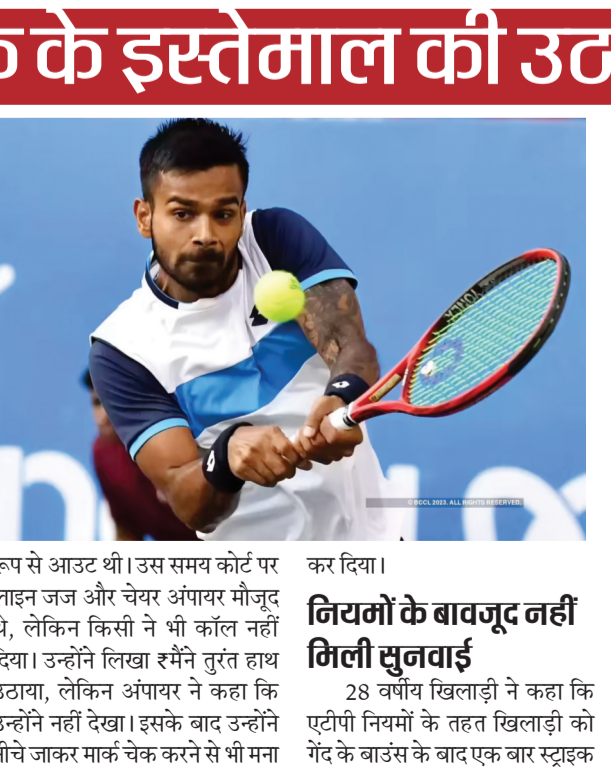 के इस्तेमाल की
YONEX
© BCCL 2023. ALL RIGHTS RESERVED.
रूप से आउट थी। उस समय कोर्ट पर
लाइन जज और चेयर अंपायर मौजूद
थे, लेकिन किसी ने भी कॉल नहीं
दिया। उन्होंने लिखा ₹मैंने तुरंत हाथ
उठाया, लेकिन अंपायर ने कहा कि
उन्होंने नहीं देखा। इसके बाद उन्होंने
नीचे जाकर मार्क चेक करने से भी मना
कर दिया।
नियमों के बावजूद नहीं
मिली सुनवाई
28 वर्षीय खिलाड़ी ने कहा कि
एटीपी नियमों के तहत खिलाड़ी को
गेंद के बाउंस के बाद एक बार स्ट्राइक